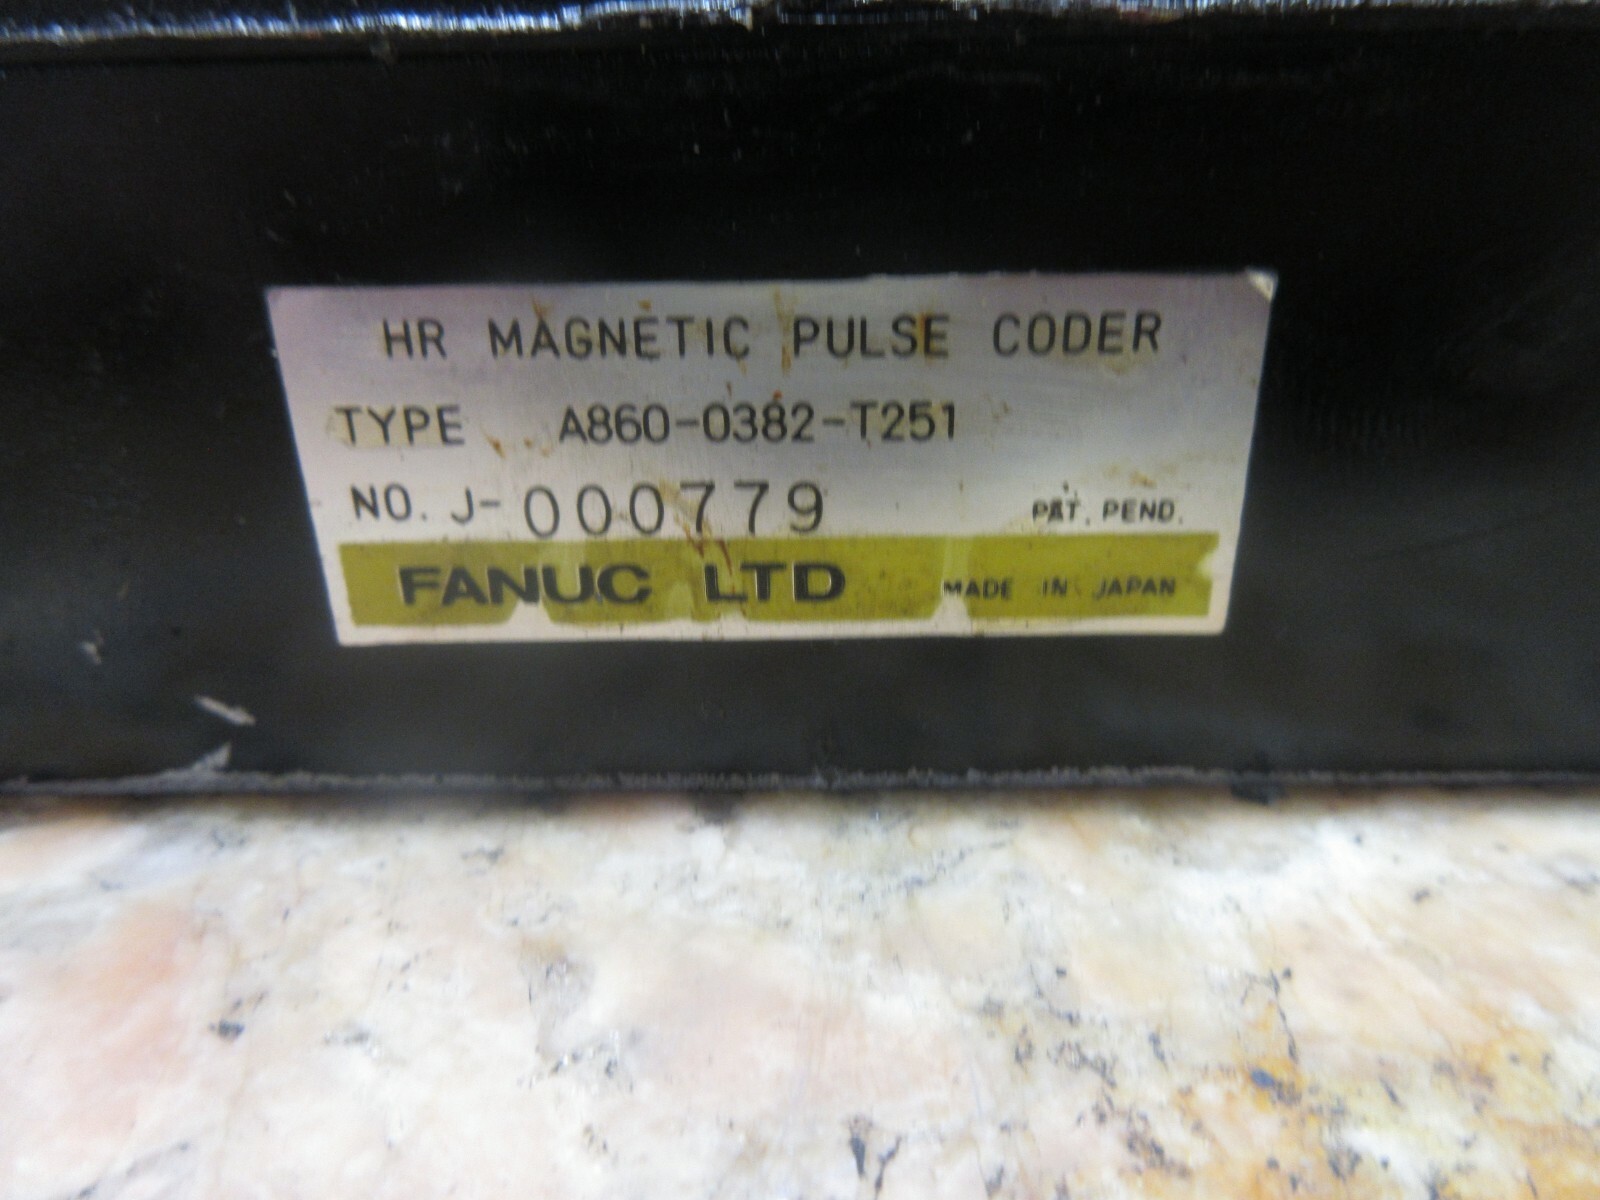 HR MAGNETIC PULSE CODER
TYPE A860-0382-T251
NO. J-000779 PAT. PEND.
FANUC LTD MADE IN JAPAN